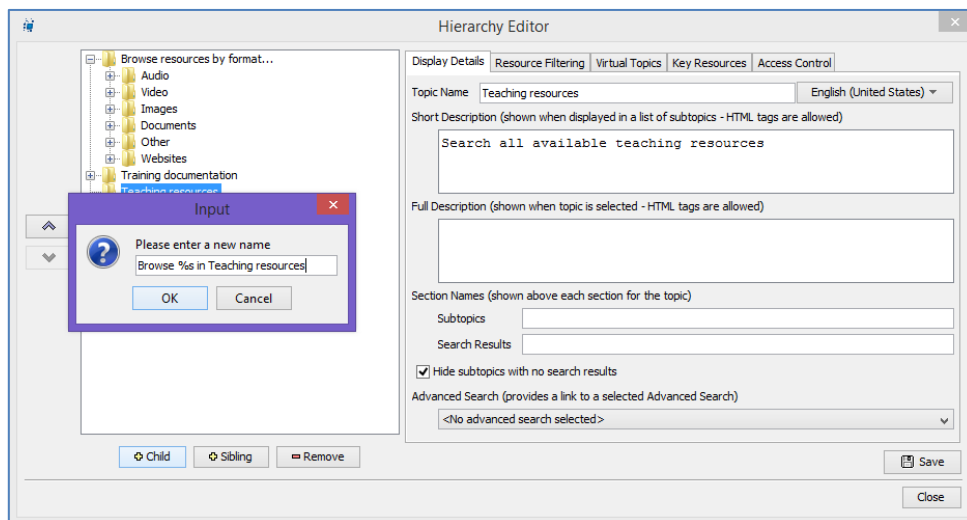 Hierarchy Editor
Browse resources by format...
Audio
Video
Images
Documents
Other
Websites
Training documentation
Teaching resources
Input
Please enter a new name
Browse %s in Teaching resources
OK
Cancel
Child
Sibling
Remove
Display Details
Resource Filtering
Virtual Topics
Key Resources
Access Control
Topic Name
Teaching resources
English (United States)
Short Description (shown when displayed in a list of subtopics - HTML tags are allowed)
Search all available teaching resources
Full Description (shown when topic is selected - HTML tags are allowed)
Section Names (shown above each section for the topic)
Subtopics
Search Results
Hide subtopics with no search results
Advanced Search (provides a link to a selected Advanced Search)
<No advanced search selected>
Save
Close